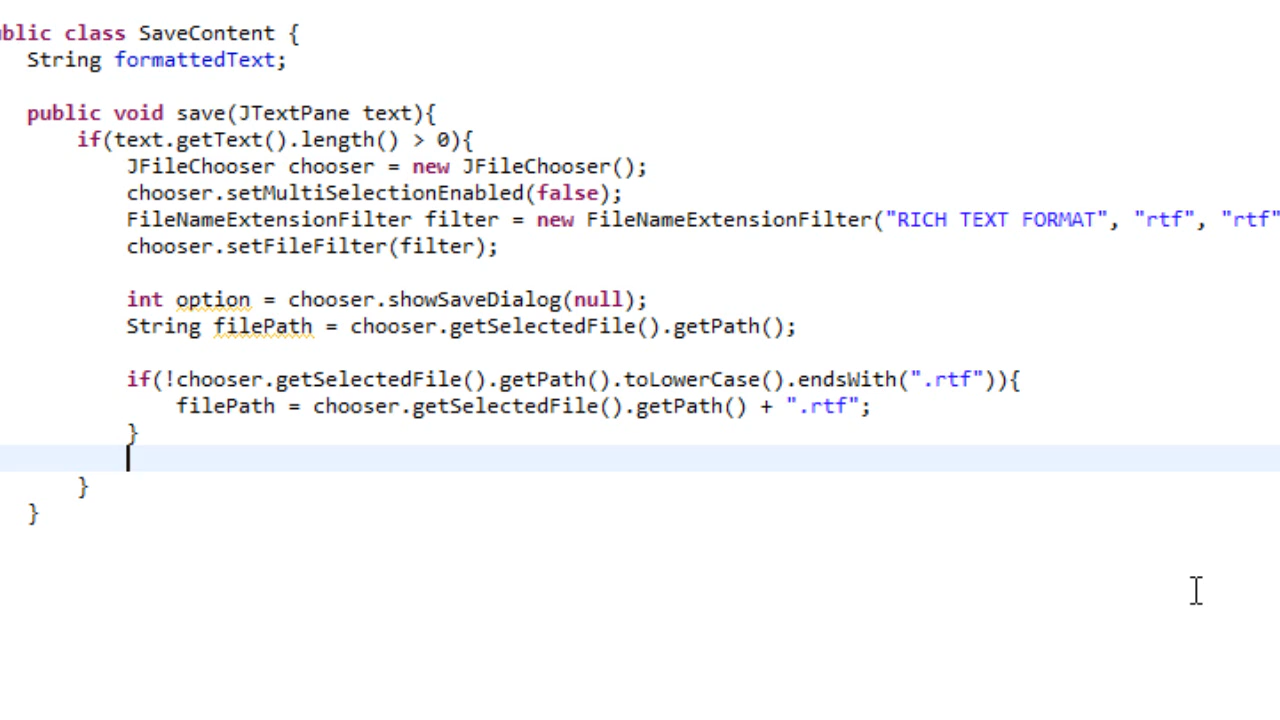 ublic class SaveContent {
String formattedText;
public void save(JTextPane text){
if(text.getText().length() > 0){
JFileChooser chooser = new JFileChooser();
chooser.setMultiSelectionEnabled(false);
FileNameExtensionFilter filter = new FileNameExtensionFilter("RICH TEXT FORMAT", "rtf", "rtf"
chooser.setFileFilter(filter);
int option = chooser.showSaveDialog(null);
String filePath = chooser.getSelectedFile().getPath();
if(!chooser.getSelectedFile().getPath().toLowerCase().endsWith(".rtf")){
filePath = chooser.getSelectedFile().getPath() + ".rtf";
}
}
}